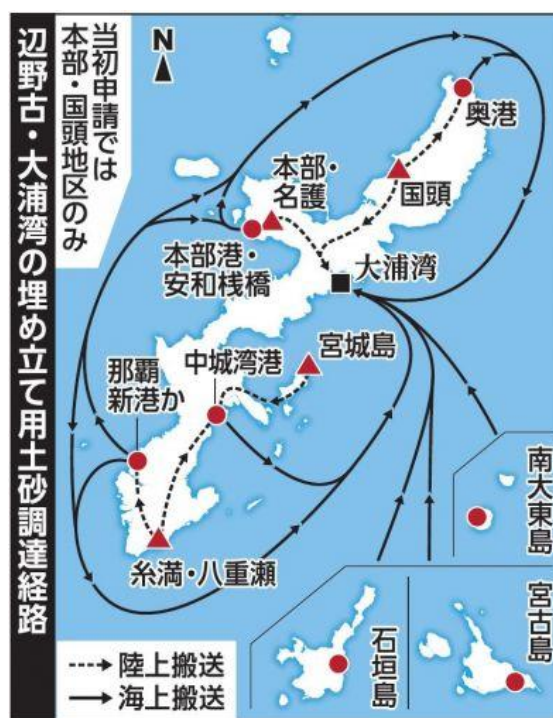 辺野古・大浦湾の埋め立て用土砂調達経路
当初申請では
本部・国頭地区のみ
N
奥港
本部・
名護
国頭
本部港・
安和桟橋
大浦湾
中城湾港
宮城島
那覇
新港か
糸満・八重瀬
南大東島
石垣島
宮古島
陸上搬送
海上搬送